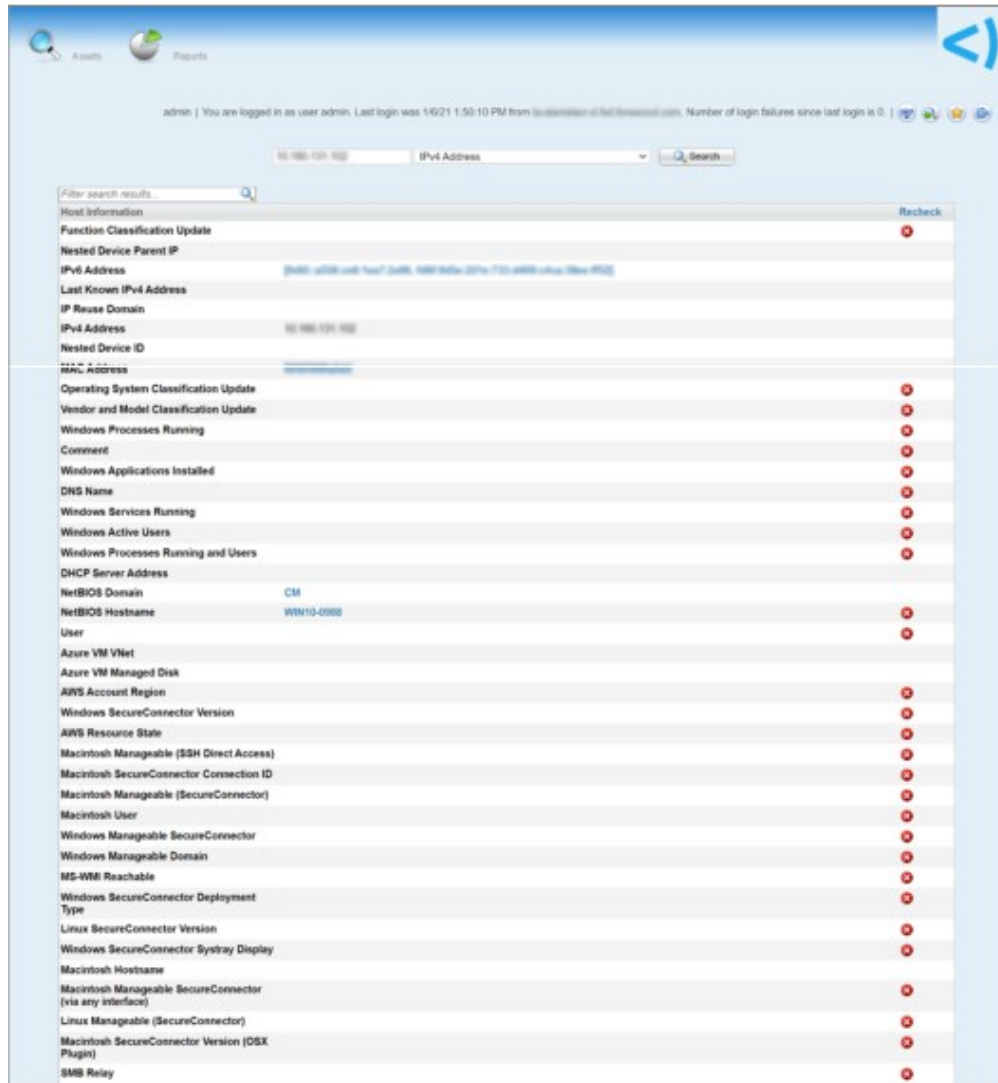 Assets Reports
admin | You are logged in as user admin. Last login was 1/6/21 1:50:10 PM from Number of login failures since last login is 0. |
IPv4 Address Search
Filter search results...
Host Information Recheck
Function Classification Update
Nested Device Parent IP
IPv6 Address
Last Known IPv4 Address
IP Reuse Domain
IPv4 Address
Nested Device ID
MAC Address
Operating System Classification Update
Vendor and Model Classification Update
Windows Processes Running
Comment
Windows Applications Installed
DNS Name
Windows Services Running
Windows Active Users
Windows Processes Running and Users
DHCP Server Address
NetBIOS Domain CM
NetBIOS Hostname WIN10-0988
User
Azure VM VNet
Azure VM Managed Disk
AWS Account Region
Windows SecureConnector Version
AWS Resource State
Macintosh Manageable (SSH Direct Access)
Macintosh SecureConnector Connection ID
Macintosh Manageable (SecureConnector)
Macintosh User
Windows Manageable SecureConnector
Windows Manageable Domain
MS-WMI Reachable
Windows SecureConnector Deployment
Type
Linux SecureConnector Version
Windows SecureConnector Systray Display
Macintosh Hostname
Macintosh Manageable SecureConnector
(via any interface)
Linux Manageable (SecureConnector)
Macintosh SecureConnector Version (OSX
Plugin)
SMB Relay